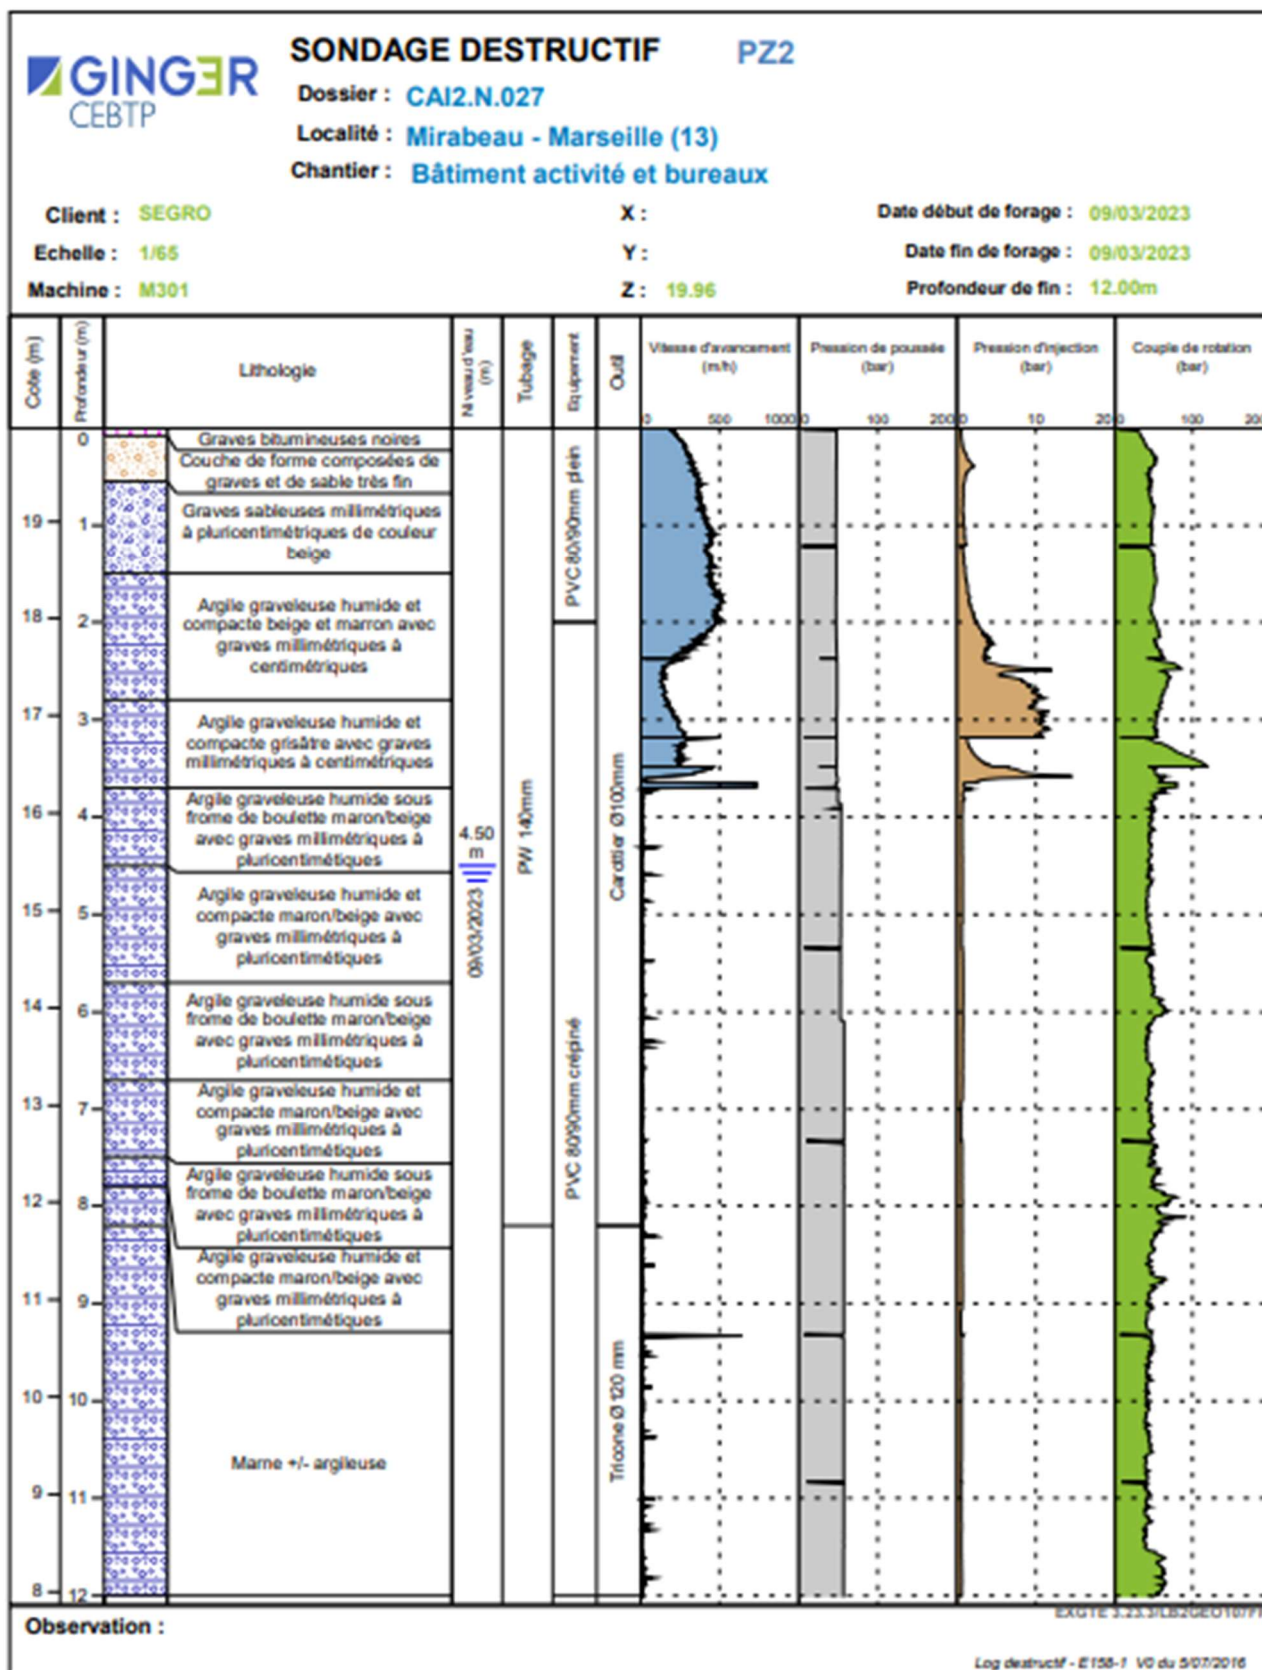 GINGER
CEBTP
SONDAGE DESTRUCTIF PZ2
Dossier : CAI2.N.027
Localité : Mirabeau - Marseille (13)
Chantier : Bâtiment activité et bureaux
Client : SEGRO X : Date début de forage : 09/03/2023
Echelle : 1/65 Y : Date fin de forage : 09/03/2023
Machine : M301 Z : 19.96 Profondeur de fin : 12.00m
Cote (m)
Profondeur (m)
Lithologie
Niveau d'eau
(m)
Tubage
Equipement
Outil
Vitesse d'avancement
(m/h)
Pression de poussée
(bar)
Pression d'injection
(bar)
Couple de rotation
(bar)
0 500 1000
0 100 200
0 10 20
0 100 200
19
18
17
16
15
14
13
12
11
10
9
8
0
1
2
3
4
5
6
7
8
9
10
11
12
Graves bitumineuses noires
Couche de forme composées de
graves et de sable très fin
Graves sableuses millimétriques
à pluricentimétriques de couleur
beige
Argile graveleuse humide et
compacte beige et marron avec
graves millimétriques à
centimétriques
Argile graveleuse humide et
compacte grisâtre avec graves
millimétriques à centimétriques
Argile graveleuse humide sous
frome de boulette maron/beige
avec graves millimétriques à
pluricentimétiques
Argile graveleuse humide et
compacte maron/beige avec
graves millimétriques à
pluricentimétiques
Argile graveleuse humide sous
frome de boulette maron/beige
avec graves millimétriques à
pluricentimétiques
Argile graveleuse humide et
compacte maron/beige avec
graves millimétriques à
pluricentimétiques
Argile graveleuse humide sous
frome de boulette maron/beige
avec graves millimétriques à
pluricentimétiques
Argile graveleuse humide et
compacte maron/beige avec
graves millimétriques à
pluricentimétiques
Marne +/- argileuse
4.50
m
09/03/2023
PW 140mm
PVC 80/90mm plein
PVC 80/90mm crépiné
Carottier Ø100mm
Tricone Ø 120 mm
Observation :
Log destructif - E158-1 V0 du 5/07/2016